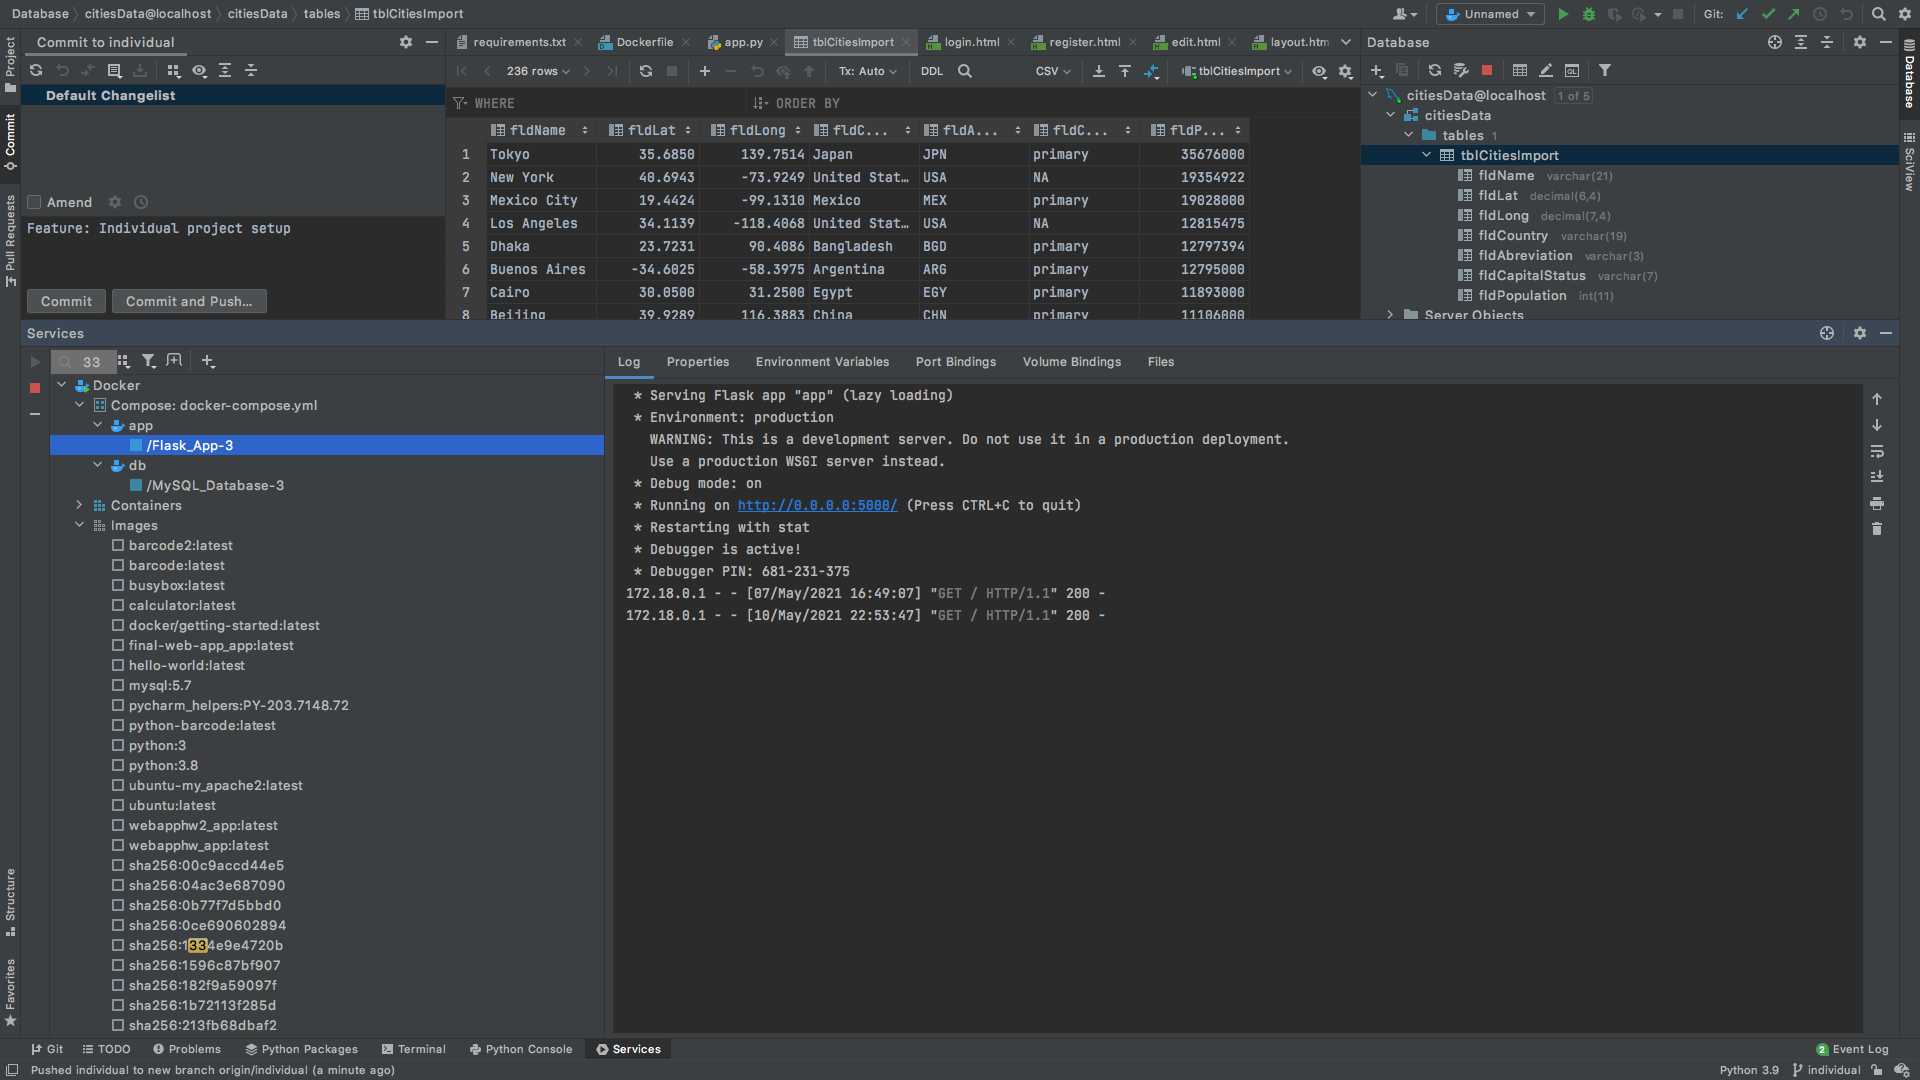 Database citiesData@localhost citiesData tables tblCitiesImport
Unnamed Git:
Commit to individual
requirements.txt Dockerfile app.py tblCitiesImport login.html register.html edit.html layout.htm
Database
236 rows Tx: Auto DDL CSV tblCitiesImport
Default Changelist
WHERE ORDER BY
fldName fldLat fldLong fldC... fldA... fldC... fldP...
1 Tokyo 35.6850 139.7514 Japan JPN primary 35676000
2 New York 40.6943 -73.9249 United Stat… USA NA 19354922
3 Mexico City 19.4424 -99.1310 Mexico MEX primary 19028000
4 Los Angeles 34.1139 -118.4068 United Stat… USA NA 12815475
5 Dhaka 23.7231 90.4086 Bangladesh BGD primary 12797394
6 Buenos Aires -34.6025 -58.3975 Argentina ARG primary 12795000
7 Cairo 30.0500 31.2500 Egypt EGY primary 11893000
8 Beijing 39.9289 116.3883 China CHN primary 11106000
citiesData@localhost 1 of 5
citiesData
tables 1
tblCitiesImport
fldName varchar(21)
fldLat decimal(6,4)
fldLong decimal(7,4)
fldCountry varchar(19)
fldAbreviation varchar(3)
fldCapitalStatus varchar(7)
fldPopulation int(11)
Server Objects
Amend
Feature: Individual project setup
Commit Commit and Push...
Project
Commit
Pull Requests
Structure
Favorites
Database
SciView
Services
33
Docker
Compose: docker-compose.yml
app
/Flask_App-3
db
/MySQL_Database-3
Containers
Images
barcode2:latest
barcode:latest
busybox:latest
calculator:latest
docker/getting-started:latest
final-web-app_app:latest
hello-world:latest
mysql:5.7
pycharm_helpers:PY-203.7148.72
python-barcode:latest
python:3
python:3.8
ubuntu-my_apache2:latest
ubuntu:latest
webapphw2_app:latest
webapphw_app:latest
sha256:00c9accd44e5
sha256:04ac3e687090
sha256:0b77f7d5bbd0
sha256:0ce690602894
sha256:1334e9e4720b
sha256:1596c87bf907
sha256:182f9a59097f
sha256:1b72113f285d
sha256:213fb68dbaf2
Log Properties Environment Variables Port Bindings Volume Bindings Files
* Serving Flask app "app" (lazy loading)
* Environment: production
WARNING: This is a development server. Do not use it in a production deployment.
Use a production WSGI server instead.
* Debug mode: on
* Running on http://0.0.0.0:5000/ (Press CTRL+C to quit)
* Restarting with stat
* Debugger is active!
* Debugger PIN: 681-231-375
172.18.0.1 - - [07/May/2021 16:49:07] "GET / HTTP/1.1" 200 -
172.18.0.1 - - [10/May/2021 22:53:47] "GET / HTTP/1.1" 200 -
Git TODO Problems Python Packages Terminal Python Console Services 2 Event Log
Pushed individual to new branch origin/individual (a minute ago) Python 3.9 individual